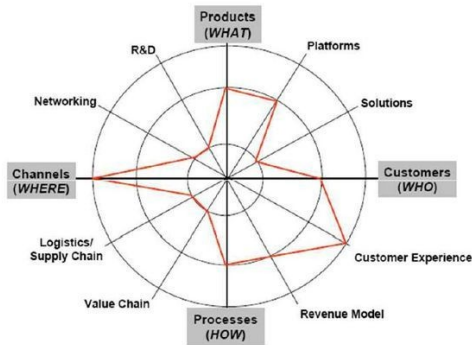 Products
(WHAT)
R&D
Platforms
Networking
Solutions
Channels
(WHERE)
Customers
(WHO)
Logistics/
Supply Chain
Customer Experience
Value Chain
Revenue Model
Processes
(HOW)